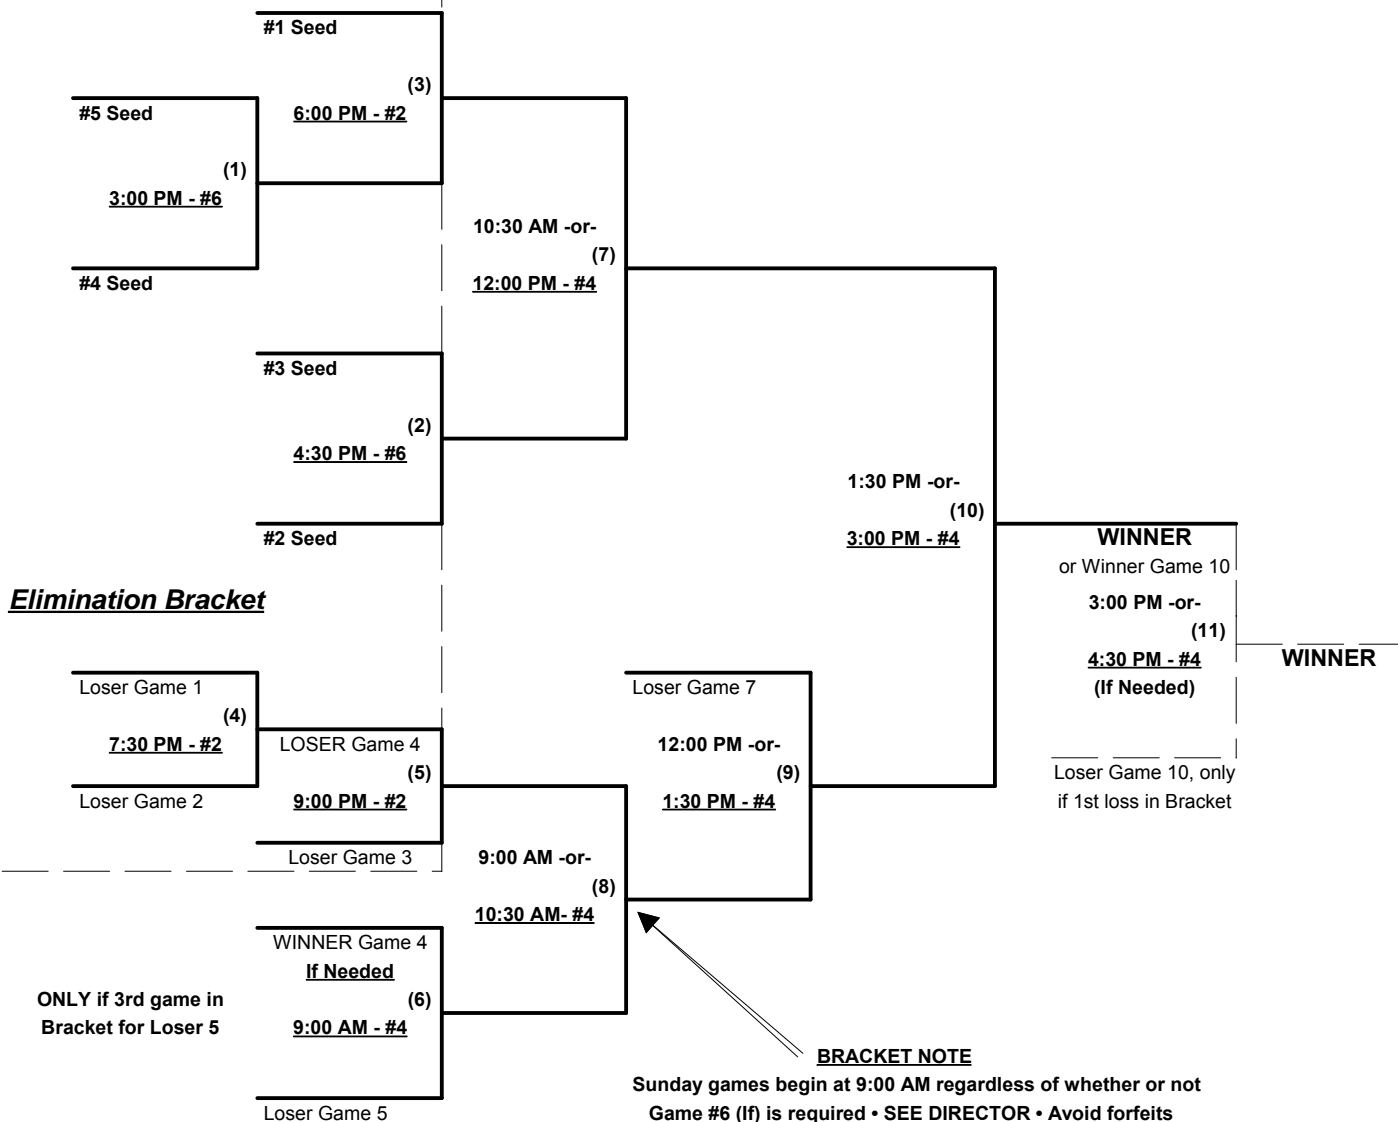 #1 Seed
(3)
6:00 PM - #2
#5 Seed
(1)
3:00 PM - #6
#4 Seed
10:30 AM -or-
(7)
12:00 PM - #4
#3 Seed
(2)
4:30 PM - #6
#2 Seed
1:30 PM -or-
(10)
3:00 PM - #4
WINNER
or Winner Game 10
3:00 PM -or-
(11)
4:30 PM - #4
(If Needed)
WINNER
Loser Game 10, only
if 1st loss in Bracket
Elimination Bracket
Loser Game 1
(4)
7:30 PM - #2
Loser Game 2
LOSER Game 4
(5)
9:00 PM - #2
Loser Game 3
Loser Game 7
12:00 PM -or-
(9)
1:30 PM - #4
9:00 AM -or-
(8)
10:30 AM- #4
WINNER Game 4
If Needed
(6)
9:00 AM - #4
Loser Game 5
ONLY if 3rd game in
Bracket for Loser 5
BRACKET NOTE
Sunday games begin at 9:00 AM regardless of whether or not
Game #6 (If) is required • SEE DIRECTOR • Avoid forfeits